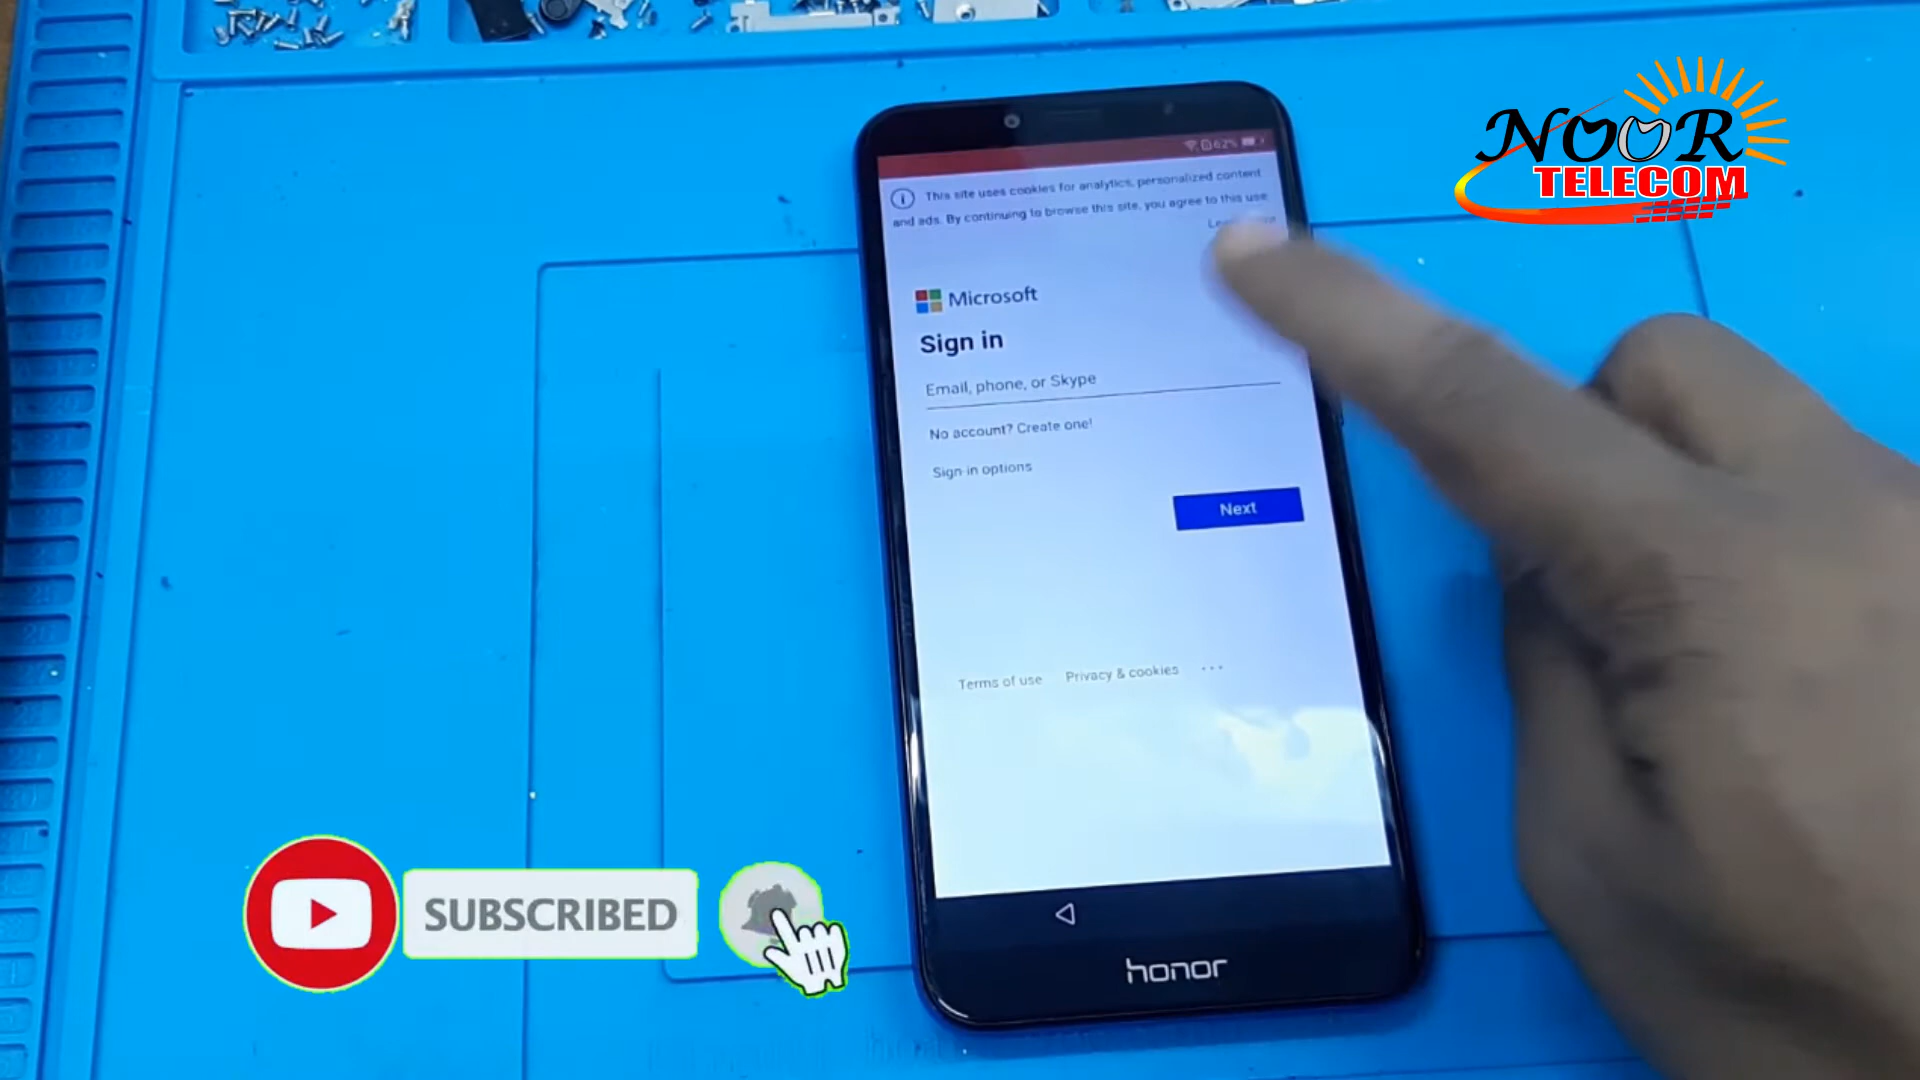 NOOR
TELECOM
62%
This site uses cookies for analytics, personalized content
and ads. By continuing to browse this site, you agree to this use.
Microsoft
Sign in
Email, phone, or Skype
No account? Create one!
Sign-in options
Next
Terms of use Privacy & cookies ...
SUBSCRIBED
honor